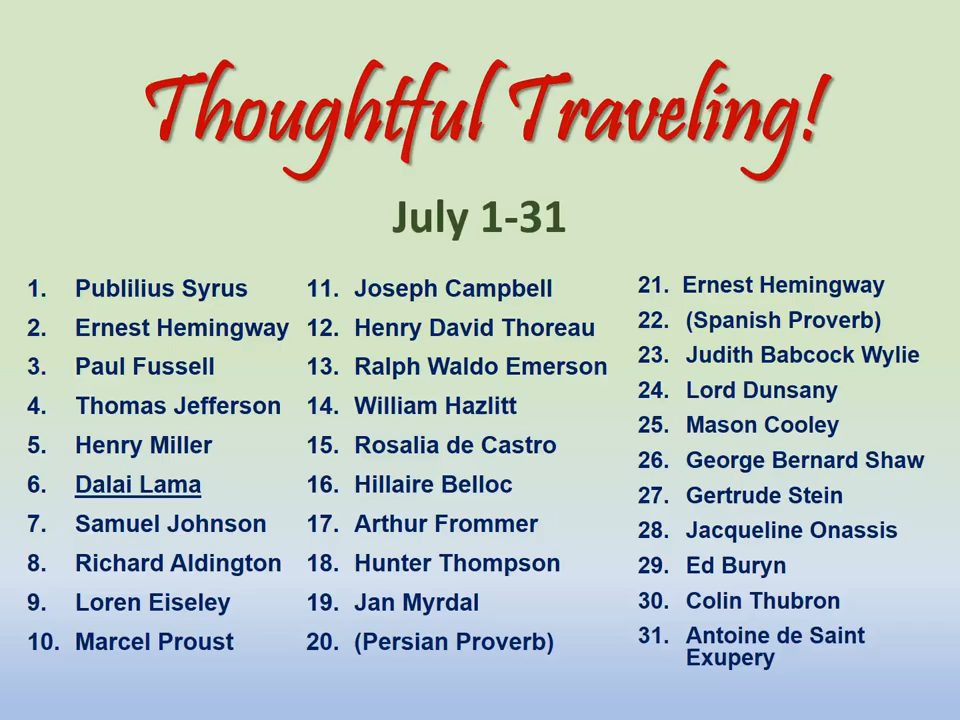 Thoughtful Traveling!
July 1-31
1. Publilius Syrus
2. Ernest Hemingway
3. Paul Fussell
4. Thomas Jefferson
5. Henry Miller
6. Dalai Lama
7. Samuel Johnson
8. Richard Aldington
9. Loren Eiseley
10. Marcel Proust
11. Joseph Campbell
12. Henry David Thoreau
13. Ralph Waldo Emerson
14. William Hazlitt
15. Rosalia de Castro
16. Hillaire Belloc
17. Arthur Frommer
18. Hunter Thompson
19. Jan Myrdal
20. (Persian Proverb)
21. Ernest Hemingway
22. (Spanish Proverb)
23. Judith Babcock Wylie
24. Lord Dunsany
25. Mason Cooley
26. George Bernard Shaw
27. Gertrude Stein
28. Jacqueline Onassis
29. Ed Buryn
30. Colin Thubron
31. Antoine de Saint
Exupery